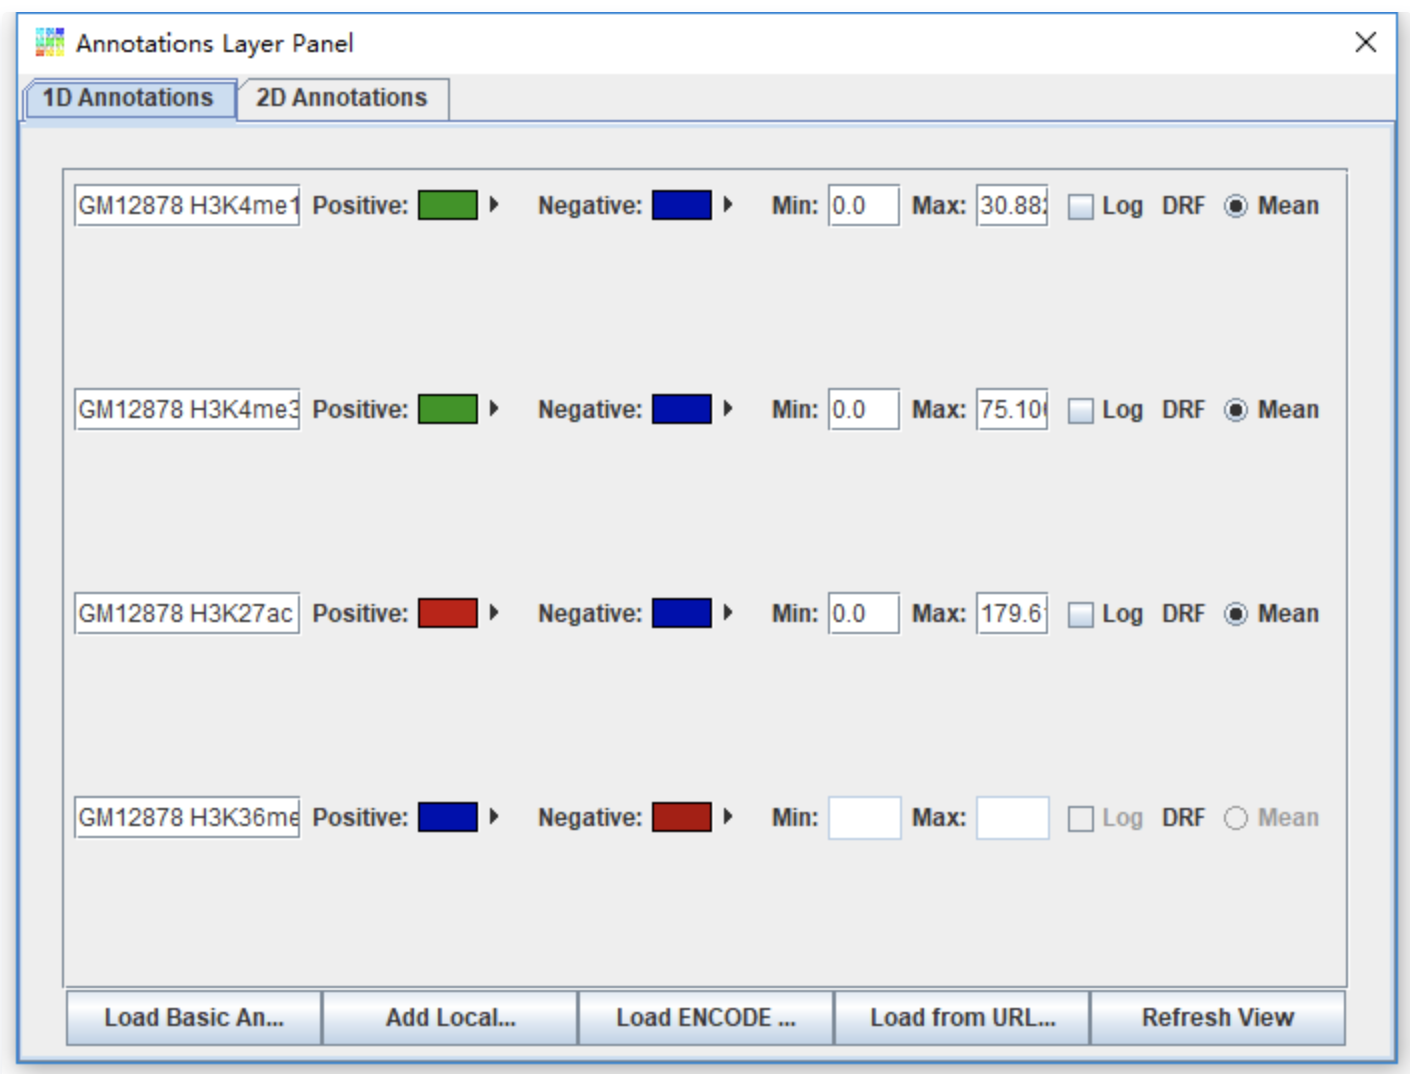 Annotations Layer Panel
1D Annotations 2D Annotations
GM12878 H3K4me1 Positive: Negative: Min: 0.0 Max: 30.882 Log DRF Mean
GM12878 H3K4me3 Positive: Negative: Min: 0.0 Max: 75.10 Log DRF Mean
GM12878 H3K27ac Positive: Negative: Min: 0.0 Max: 179.6 Log DRF Mean
GM12878 H3K36me Positive: Negative: Min: Max: Log DRF Mean
Load Basic An... Add Local... Load ENCODE ... Load from URL... Refresh View